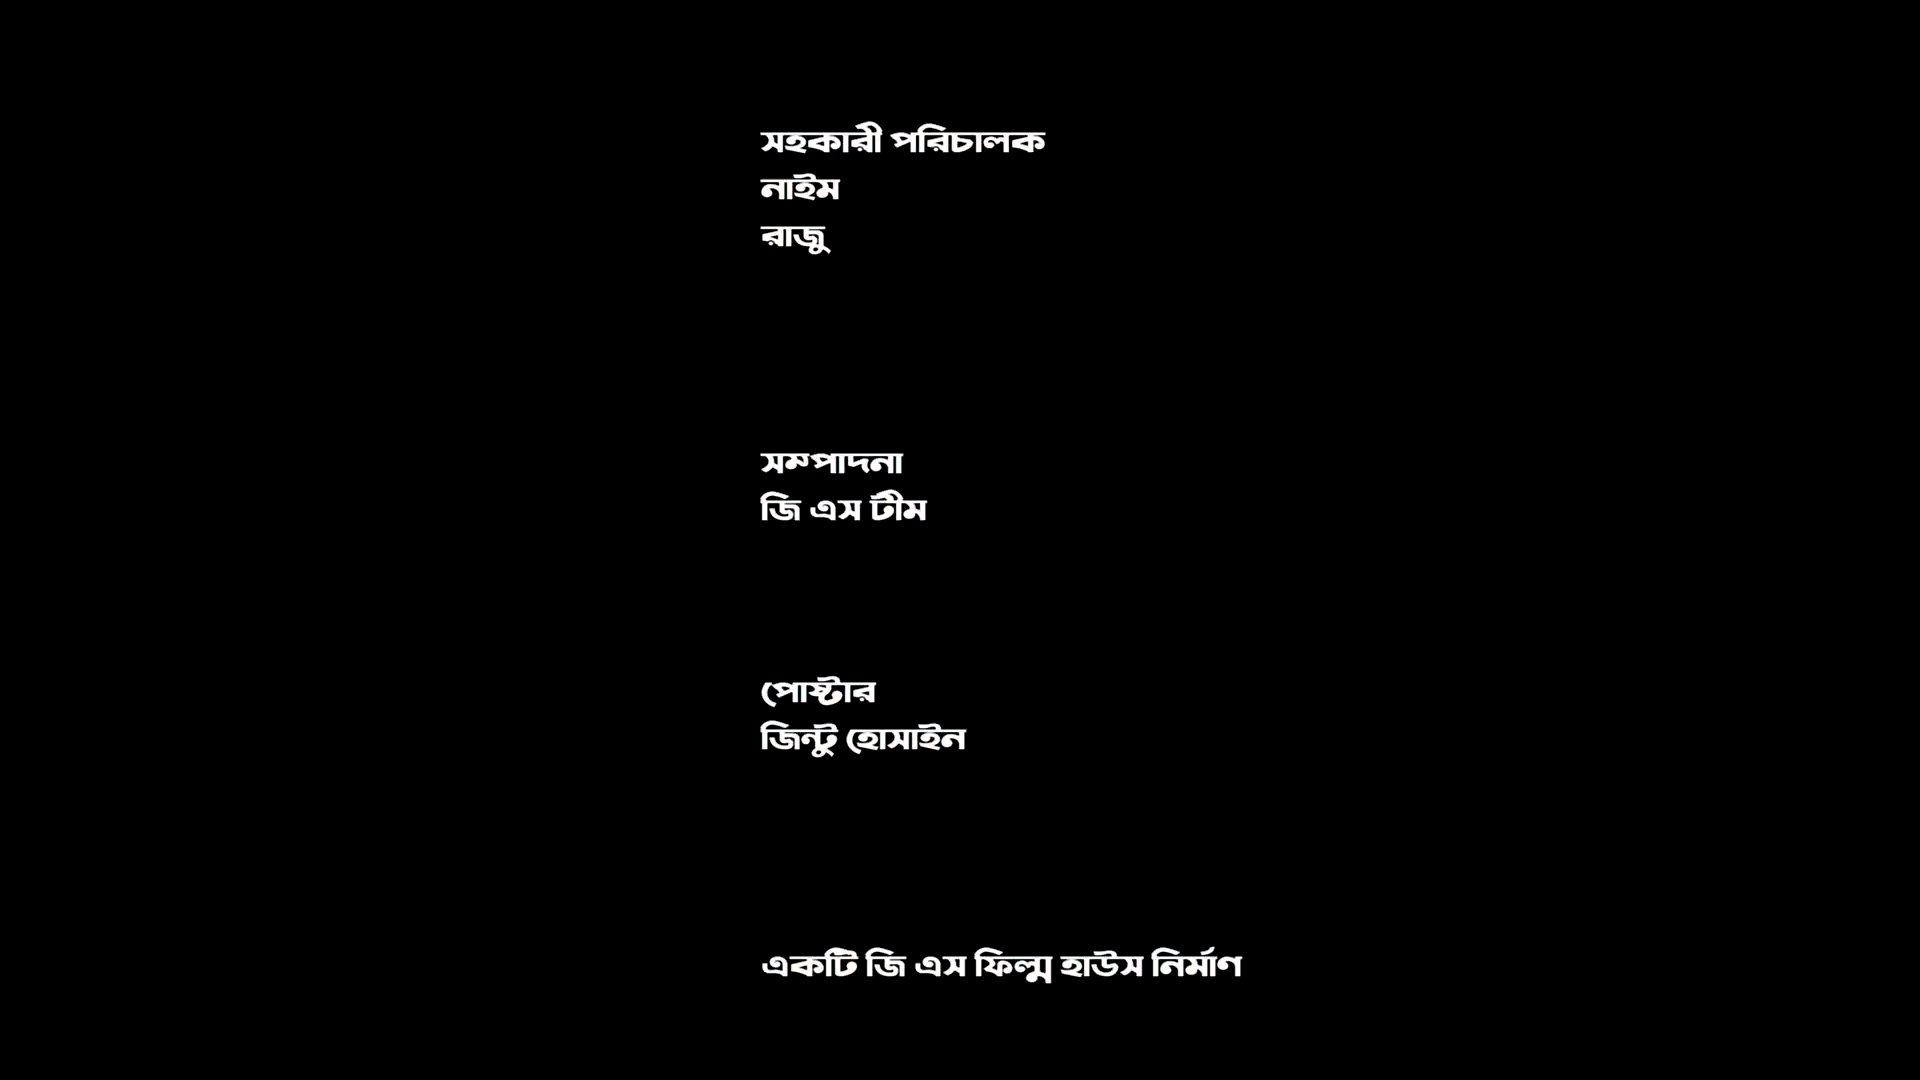 সহকারী পরিচালক
নাইম
রাজু
সম্পাদনা
জি এস টীম
পোস্টার
জিন্টু হোসাইন
একটি জি এস ফিল্ম হাউস নির্মাণ